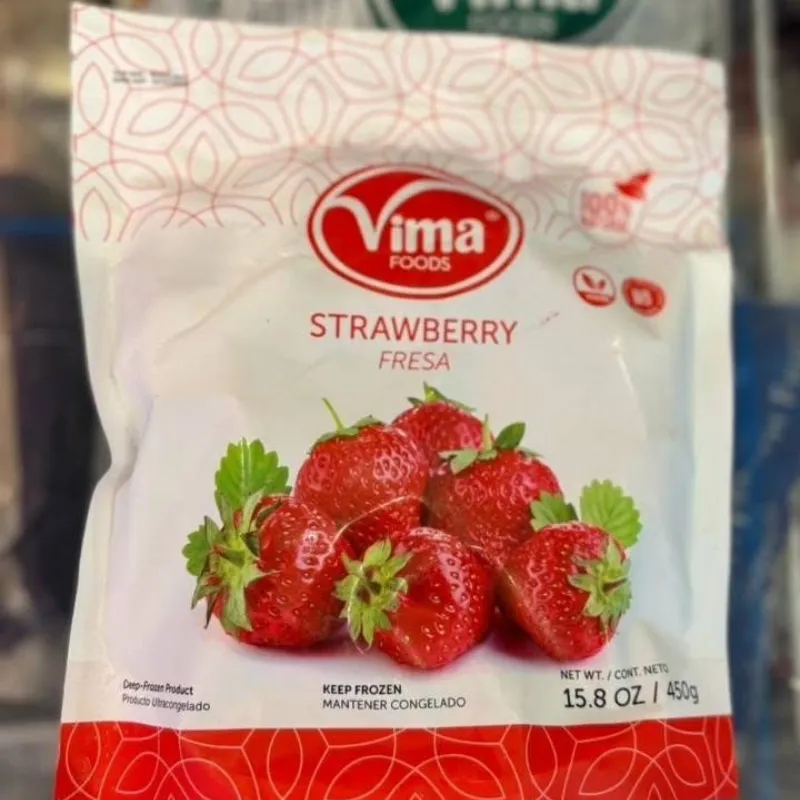 Vima
FOODS
STRAWBERRY
FRESA
Deep-Frozen Product
Producto Ultracongelado
KEEP FROZEN
MANTENER CONGELADO
NET WT. / CONT. NETO
15.8 OZ / 450g